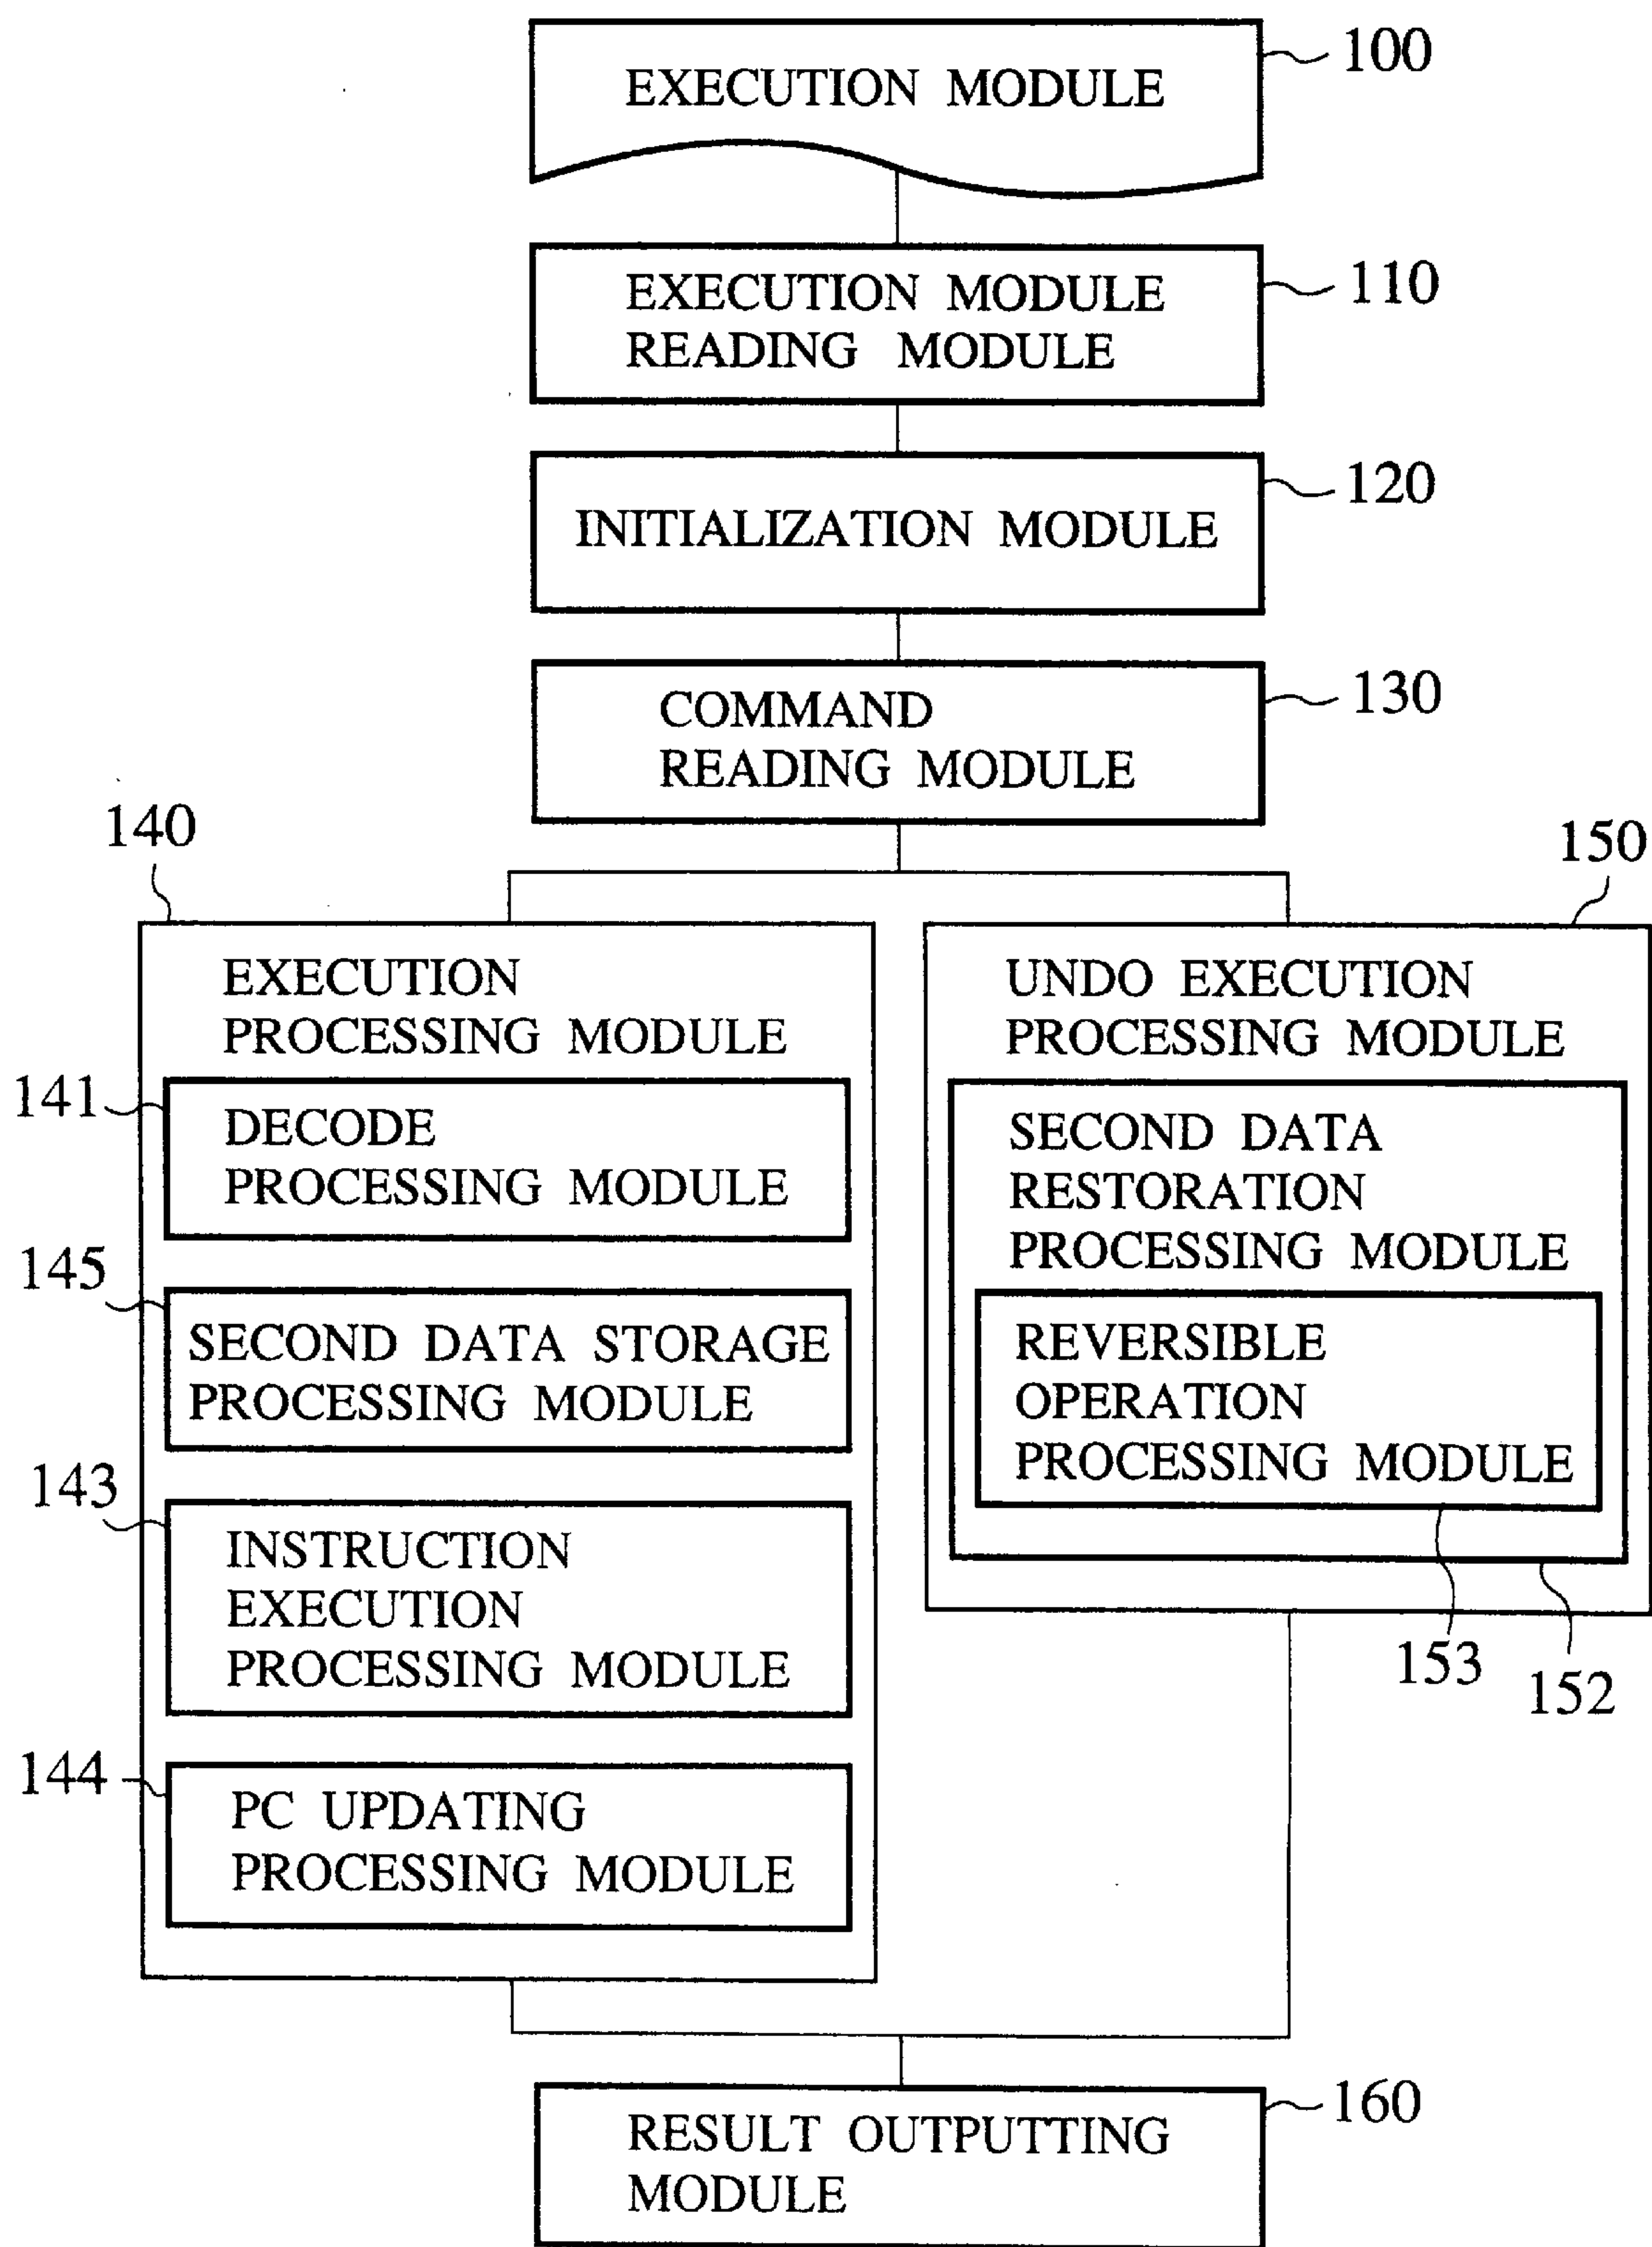 EXECUTION MODULE
100
EXECUTION MODULE
READING MODULE
110
INITIALIZATION MODULE
120
COMMAND
READING MODULE
130
140
EXECUTION
PROCESSING MODULE
141
DECODE
PROCESSING MODULE
145
SECOND DATA STORAGE
PROCESSING MODULE
143
INSTRUCTION
EXECUTION
PROCESSING MODULE
144
PC UPDATING
PROCESSING MODULE
150
UNDO EXECUTION
PROCESSING MODULE
SECOND DATA
RESTORATION
PROCESSING MODULE
REVERSIBLE
OPERATION
PROCESSING MODULE
153
152
RESULT OUTPUTTING
MODULE
160